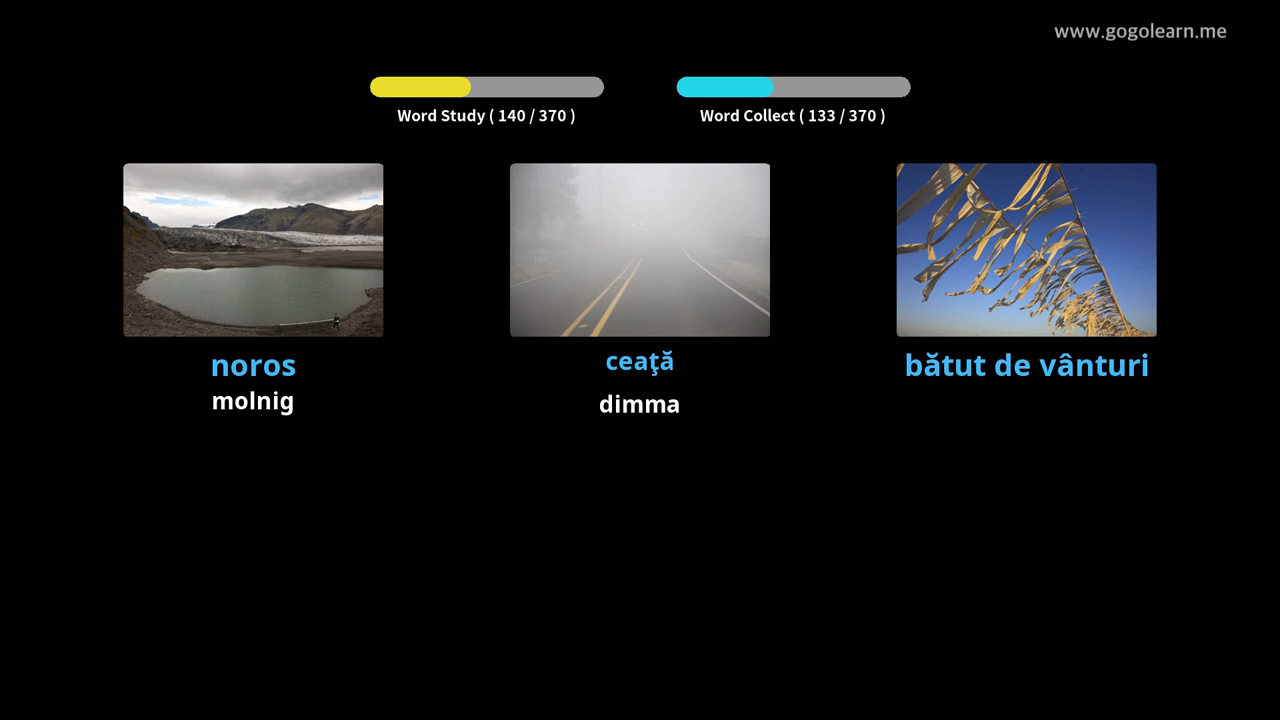 www.gogolearn.me
Word Study ( 140 / 370 )
Word Collect ( 133 / 370 )
noros
molnig
ceaţă
dimma
bătut de vânturi